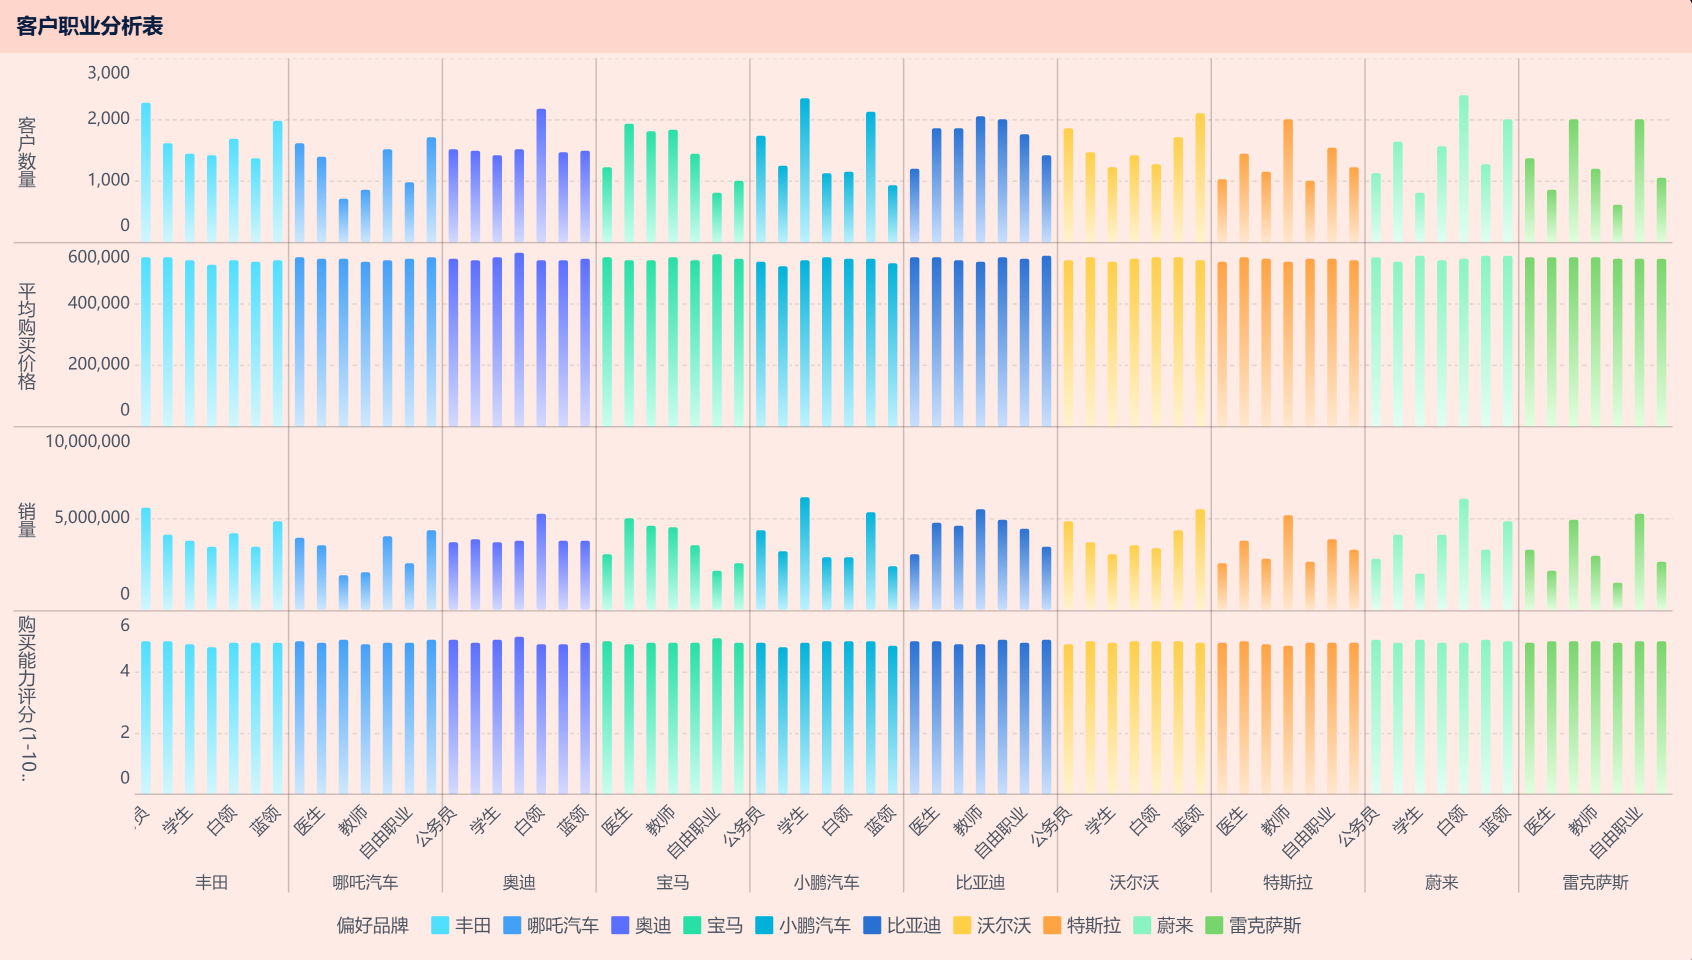 客户职业分析表
客户数量
3,000
2,000
1,000
0
平均购买价格
600,000
400,000
200,000
0
销量
10,000,000
5,000,000
0
购买能力评分 (1-10..
6
4
2
0
员 学生 白领 蓝领 医生 教师 自由职业 公务员 学生 白领 蓝领 医生 教师 自由职业 公务员 学生 白领 蓝领 医生 教师 自由职业 公务员 学生 白领 蓝领 医生 教师 自由职业 公务员 学生 白领 蓝领 医生 教师 自由职业
丰田 哪吒汽车 奥迪 宝马 小鹏汽车 比亚迪 沃尔沃 特斯拉 蔚来 雷克萨斯
偏好品牌 丰田 哪吒汽车 奥迪 宝马 小鹏汽车 比亚迪 沃尔沃 特斯拉 蔚来 雷克萨斯